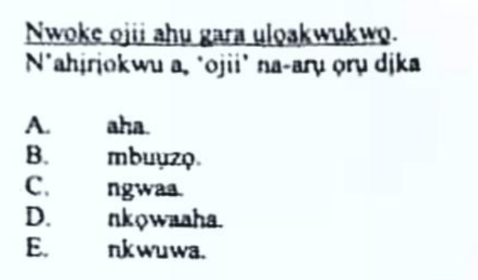 Nwoke ojii ahụ gara ụlọakwụkwọ.
N'ahịrịokwu a, 'ojii' na-arụ ọrụ dịka
A. aha.
B. mbuụzọ.
C. ngwaa.
D. nkọwaaha.
E. nkwuwa.